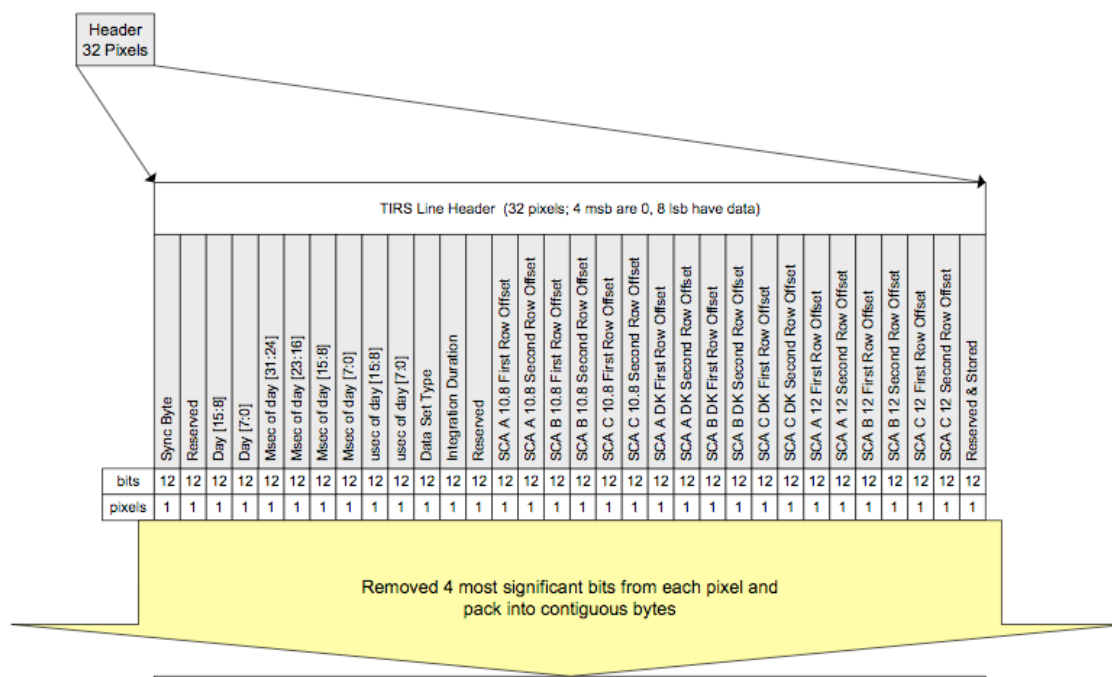 Header
32 Pixels
TIRS Line Header (32 pixels; 4 msb are 0, 8 lsb have data)
Sync Byte
Reserved
Day [15:8]
Day [7:0]
Msec of day [31:24]
Msec of day [23:16]
Msec of day [15:8]
Msec of day [7:0]
usec of day [15:8]
usec of day [7:0]
Data Set Type
Integration Duration
Reserved
SCA A 10.8 First Row Offset
SCA A 10.8 Second Row Offset
SCA B 10.8 First Row Offset
SCA B 10.8 Second Row Offset
SCA C 10.8 First Row Offset
SCA C 10.8 Second Row Offset
SCA A DK First Row Offset
SCA A DK Second Row Offset
SCA B DK First Row Offset
SCA B DK Second Row Offset
SCA C DK First Row Offset
SCA C DK Second Row Offset
SCA A 12 First Row Offset
SCA A 12 Second Row Offset
SCA B 12 First Row Offset
SCA B 12 Second Row Offset
SCA C 12 First Row Offset
SCA C 12 Second Row Offset
Reserved & Stored
bits 12 12 12 12 12 12 12 12 12 12 12 12 12 12 12 12 12 12 12 12 12 12 12 12 12 12 12 12 12 12 12 12
pixels 1 1 1 1 1 1 1 1 1 1 1 1 1 1 1 1 1 1 1 1 1 1 1 1 1 1 1 1 1 1 1 1
Removed 4 most significant bits from each pixel and
pack into contiguous bytes